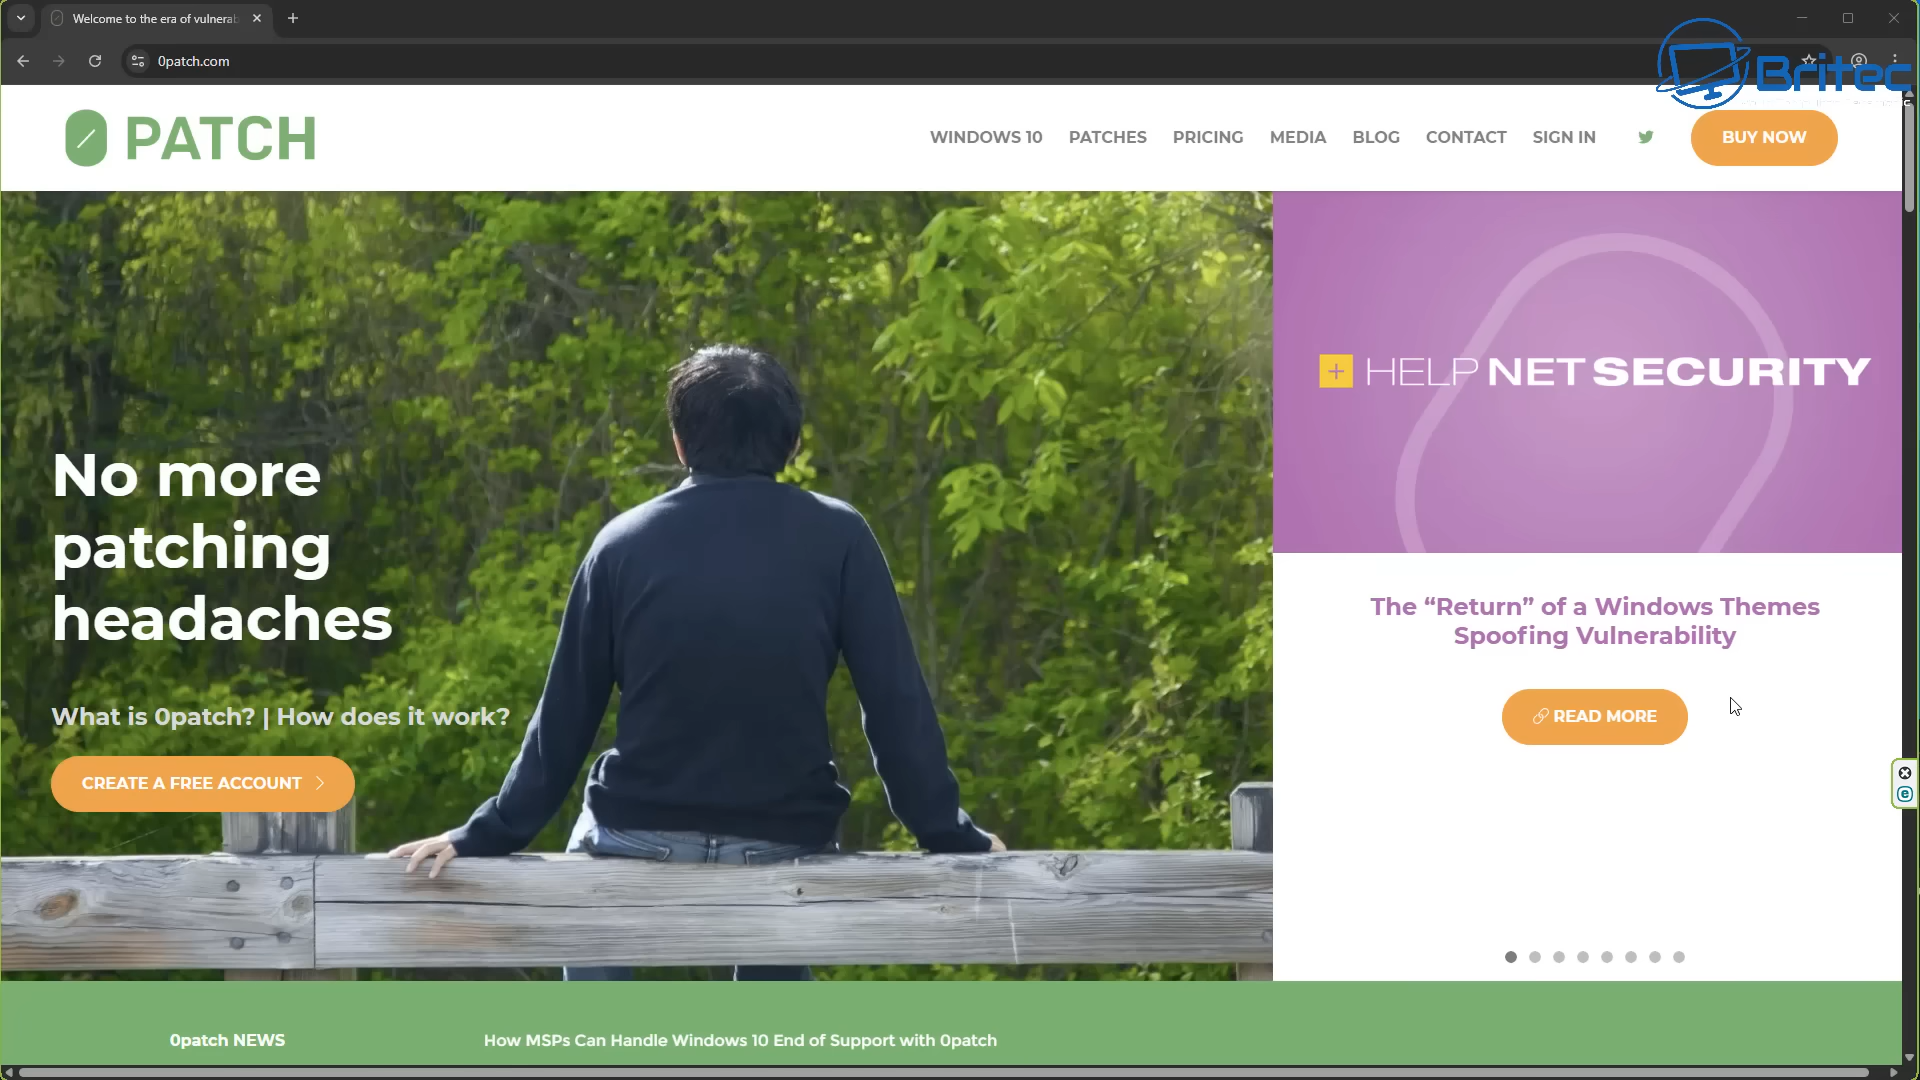 Welcome to the era of vulnerab
0patch.com
Britec
0PATCH
WINDOWS 10
PATCHES
PRICING
MEDIA
BLOG
CONTACT
SIGN IN
BUY NOW
HELP NET SECURITY
No more
patching
headaches
The “Return” of a Windows Themes
Spoofing Vulnerability
READ MORE
What is 0patch? | How does it work?
CREATE A FREE ACCOUNT
0patch NEWS
How MSPs Can Handle Windows 10 End of Support with 0patch